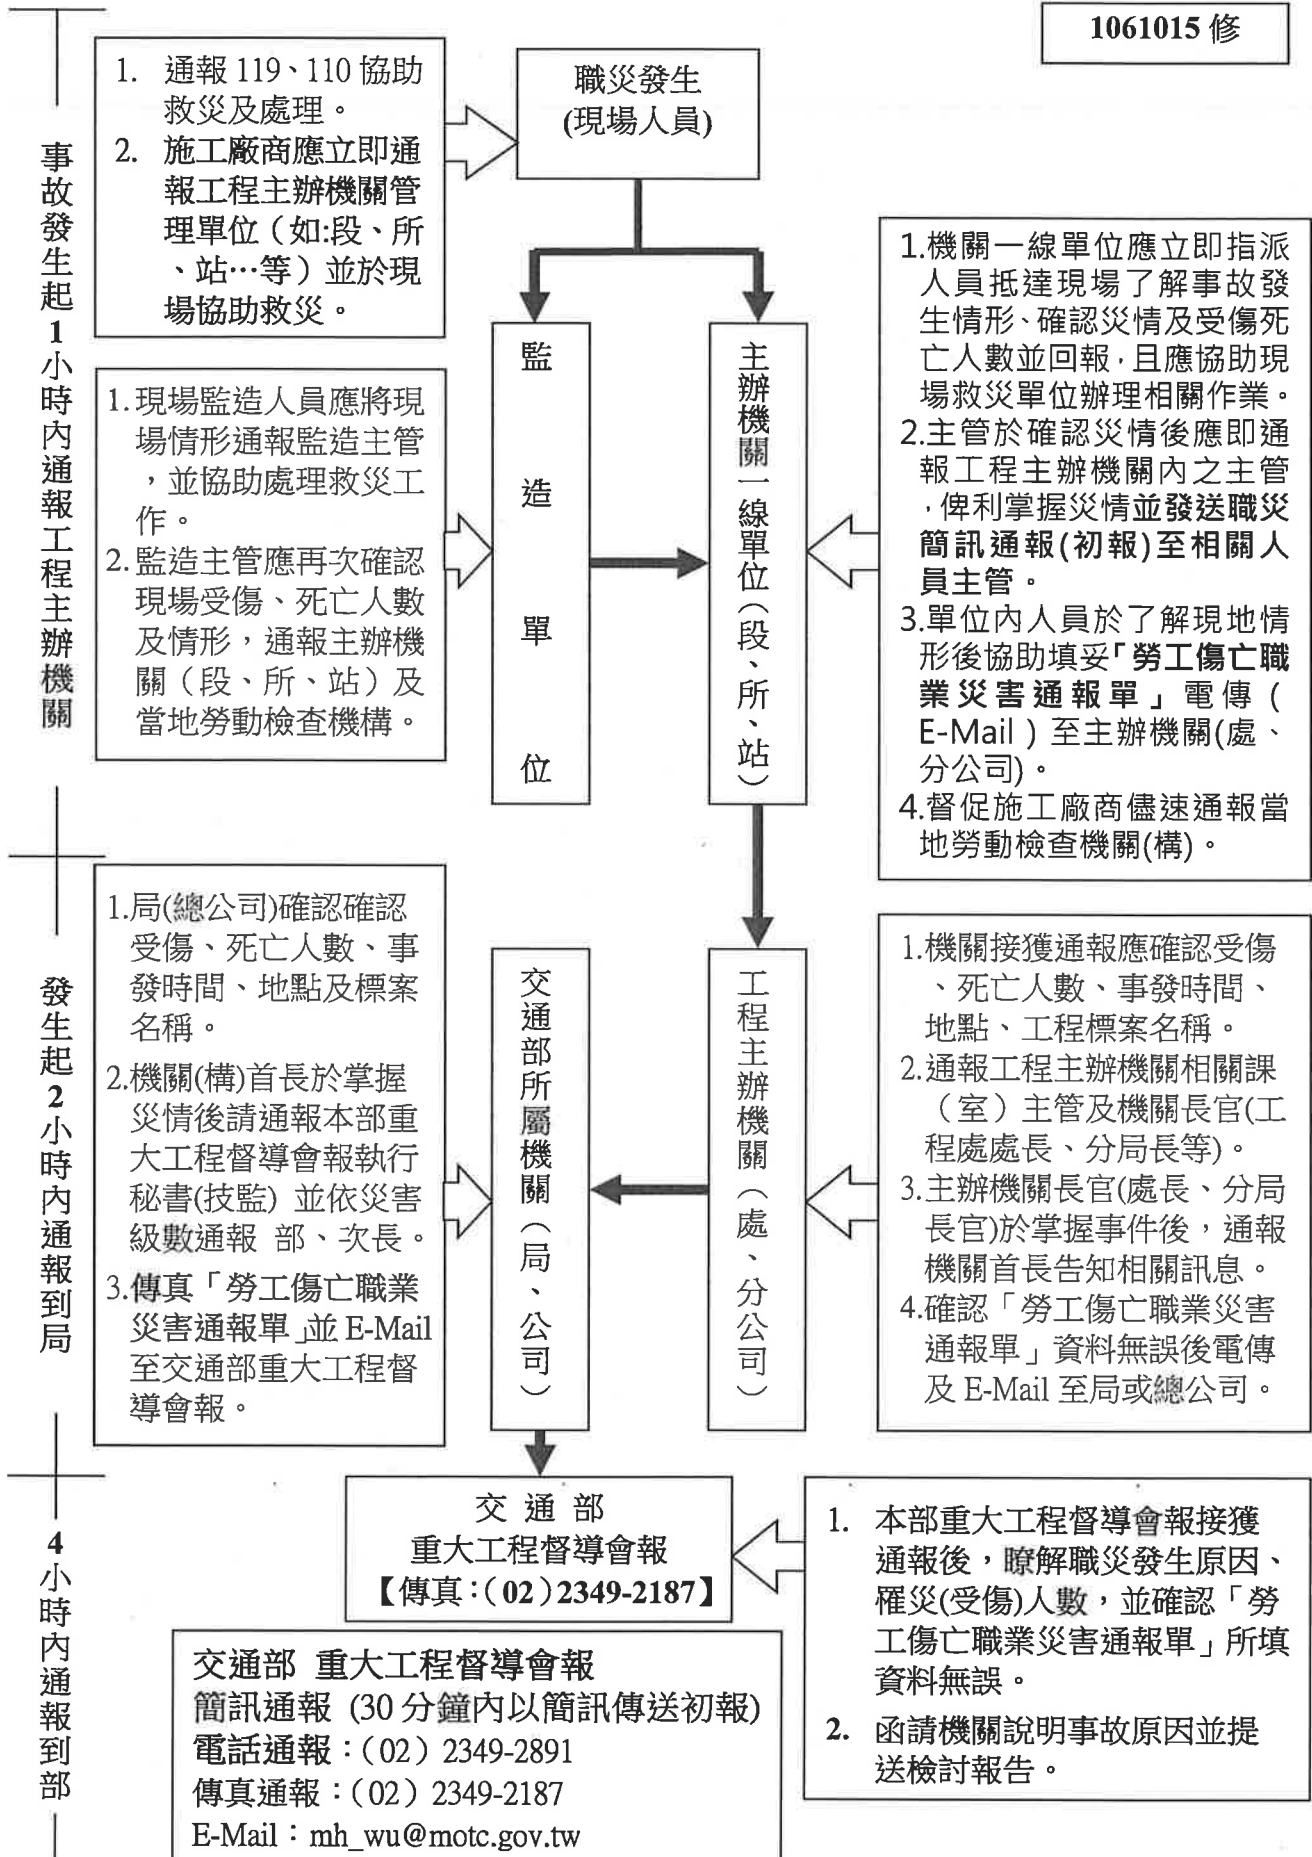 1061015 修
事故發生起1小時內通報工程主辦機關
1. 通報 119、110 協助
救災及處理。
2. 施工廠商應立即通
報工程主辦機關管
理單位（如:段、所
、站…等）並於現
場協助救災。
職災發生
(現場人員)
1.現場監造人員應將現
場情形通報監造主管
，並協助處理救災工
作。
2.監造主管應再次確認
現場受傷、死亡人數
及情形，通報主辦機
關（段、所、站）及
當地勞動檢查機構。
監造單位
主辦機關一線單位（段、所、站）
1.機關一線單位應立即指派
人員抵達現場了解事故發
生情形、確認災情及受傷死
亡人數並回報，且應協助現
場救災單位辦理相關作業。
2.主管於確認災情後應即通
報工程主辦機關內之主管
，俾利掌握災情並發送職災
簡訊通報(初報)至相關人
員主管。
3.單位內人員於了解現地情
形後協助填妥「勞工傷亡職
業災害通報單」電傳（
E-Mail）至主辦機關(處、
分公司)。
4.督促施工廠商儘速通報當
地勞動檢查機關(構)。
發生起2小時內通報到局
1.局(總公司)確認確認
受傷、死亡人數、事
發時間、地點及標案
名稱。
2.機關(構)首長於掌握
災情後請通報本部重
大工程督導會報執行
秘書(技監) 並依災害
級數通報 部、次長。
3.傳真「勞工傷亡職業
災害通報單」並 E-Mail
至交通部重大工程督
導會報。
交通部所屬機關（局、公司）
工程主辦機關（處、分公司）
1.機關接獲通報應確認受傷
、死亡人數、事發時間、
地點、工程標案名稱。
2.通報工程主辦機關相關課
（室）主管及機關長官(工
程處處長、分局長等)。
3.主辦機關長官(處長、分局
長官)於掌握事件後，通報
機關首長告知相關訊息。
4.確認「勞工傷亡職業災害
通報單」資料無誤後電傳
及 E-Mail 至局或總公司。
4小時內通報到部
交 通 部
重大工程督導會報
【傳真：（02）2349-2187】
1. 本部重大工程督導會報接獲
通報後，瞭解職災發生原因、
罹災(受傷)人數，並確認「勞
工傷亡職業災害通報單」所填
資料無誤。
2. 函請機關說明事故原因並提
送檢討報告。
交通部 重大工程督導會報
簡訊通報 (30 分鐘內以簡訊傳送初報)
電話通報：（02）2349-2891
傳真通報：（02）2349-2187
E-Mail：mh_wu@motc.gov.tw